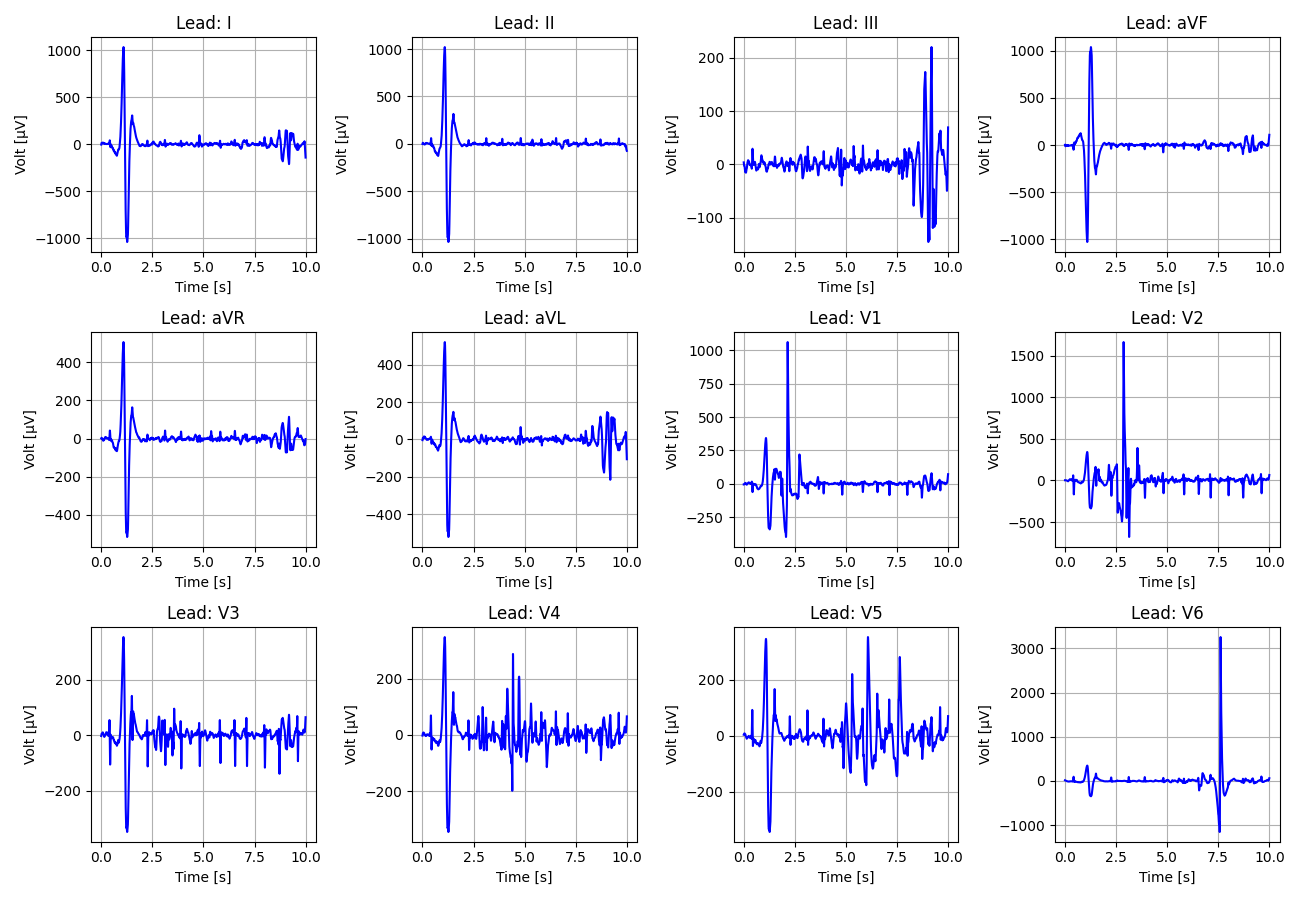 Lead: I
Lead: II
Lead: III
Lead: aVF
Volt [µV]
1000
500
0
−500
−1000
0.0 2.5 5.0 7.5 10.0
Time [s]
Volt [µV]
1000
500
0
−500
−1000
0.0 2.5 5.0 7.5 10.0
Time [s]
Volt [µV]
200
100
0
−100
0.0 2.5 5.0 7.5 10.0
Time [s]
Volt [µV]
1000
500
0
−500
−1000
0.0 2.5 5.0 7.5 10.0
Time [s]
Lead: aVR
Lead: aVL
Lead: V1
Lead: V2
Volt [µV]
400
200
0
−200
−400
0.0 2.5 5.0 7.5 10.0
Time [s]
Volt [µV]
400
200
0
−200
−400
0.0 2.5 5.0 7.5 10.0
Time [s]
Volt [µV]
1000
750
500
250
0
−250
0.0 2.5 5.0 7.5 10.0
Time [s]
Volt [µV]
1500
1000
500
0
−500
0.0 2.5 5.0 7.5 10.0
Time [s]
Lead: V3
Lead: V4
Lead: V5
Lead: V6
Volt [µV]
200
0
−200
0.0 2.5 5.0 7.5 10.0
Time [s]
Volt [µV]
200
0
−200
0.0 2.5 5.0 7.5 10.0
Time [s]
Volt [µV]
200
0
−200
0.0 2.5 5.0 7.5 10.0
Time [s]
Volt [µV]
3000
2000
1000
0
−1000
0.0 2.5 5.0 7.5 10.0
Time [s]